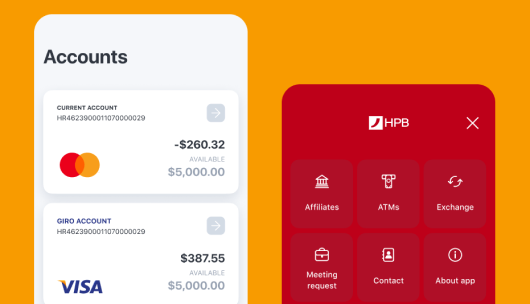 Accounts
CURRENT ACCOUNT
HR4623900011070000029
-$260.32
AVAILABLE
$5,000.00
GIRO ACCOUNT
HR4623900011070000029
$387.55
AVAILABLE
$5,000.00
VISA
HPB
Affiliates
ATMs
Exchange
Meeting
request
Contact
About app